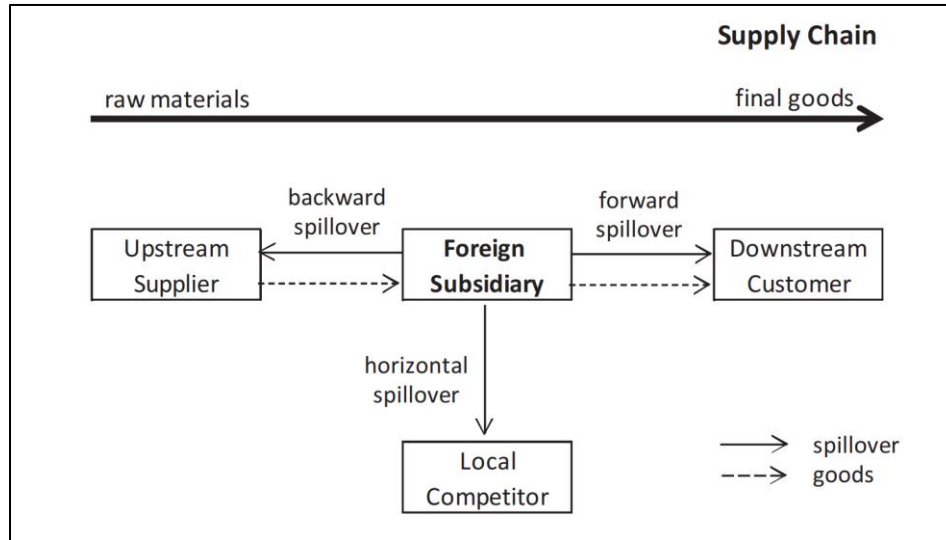 Supply Chain
raw materials
final goods
backward
spillover
forward
spillover
Upstream
Supplier
Foreign
Subsidiary
Downstream
Customer
horizontal
spillover
Local
Competitor
spillover
goods